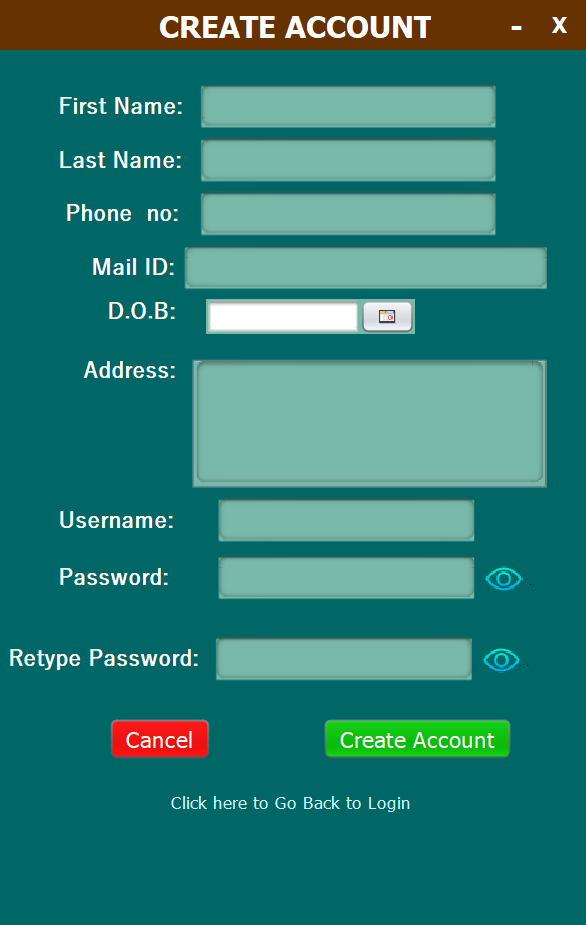 CREATE ACCOUNT - X
First Name:
Last Name:
Phone no:
Mail ID:
D.O.B:
Address:
Username:
Password:
Retype Password:
Cancel Create Account
Click here to Go Back to Login